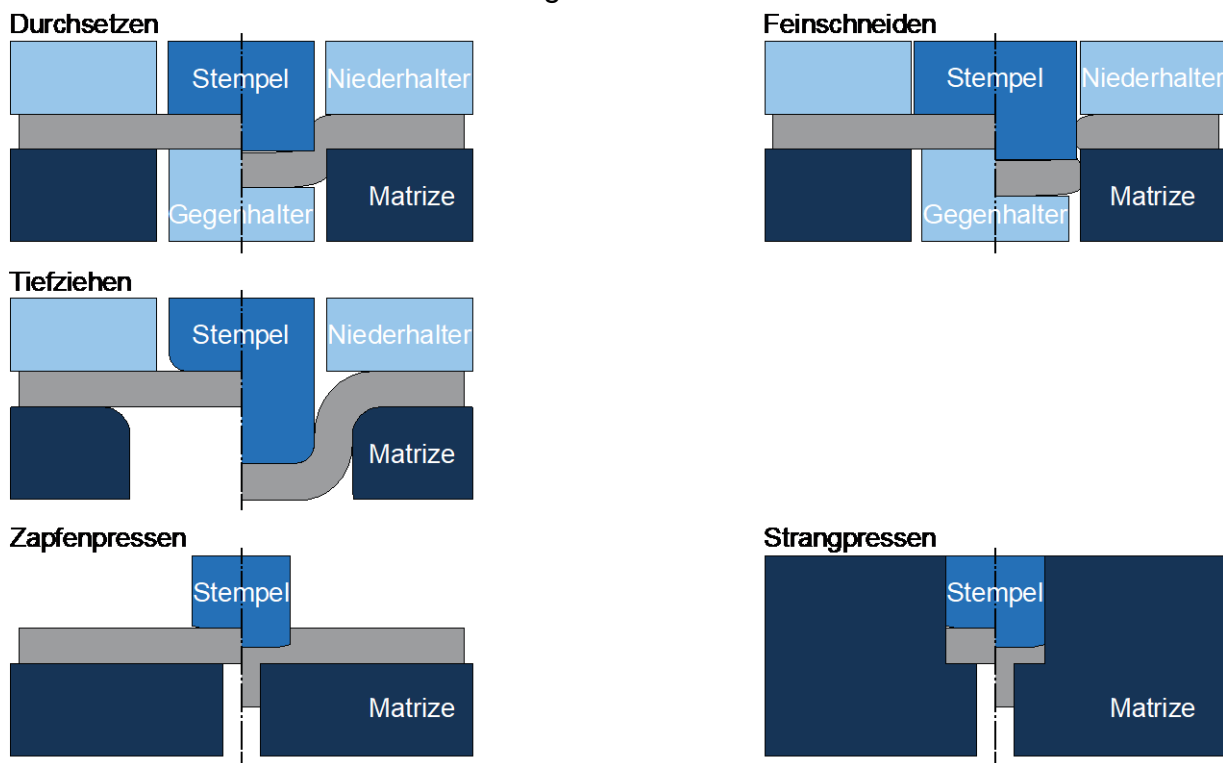 Durchsetzen
Stempel
Niederhalter
Gegenhalter
Matrize
Feinschneiden
Stempel
Niederhalter
Gegenhalter
Matrize
Tiefziehen
Stempel
Niederhalter
Matrize
Zapfenpressen
Stempel
Matrize
Strangpressen
Stempel
Matrize